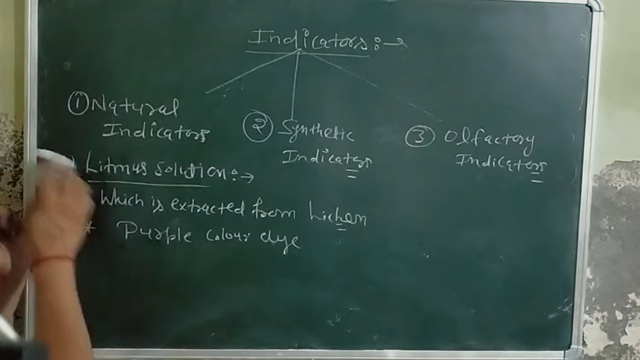 Indicators:→
① Natural Indicators
② Synthetic Indicators
③ Olfactory Indicators
Litmus Solution:→
Which is extracted from Lichen
* Purple Colour dye